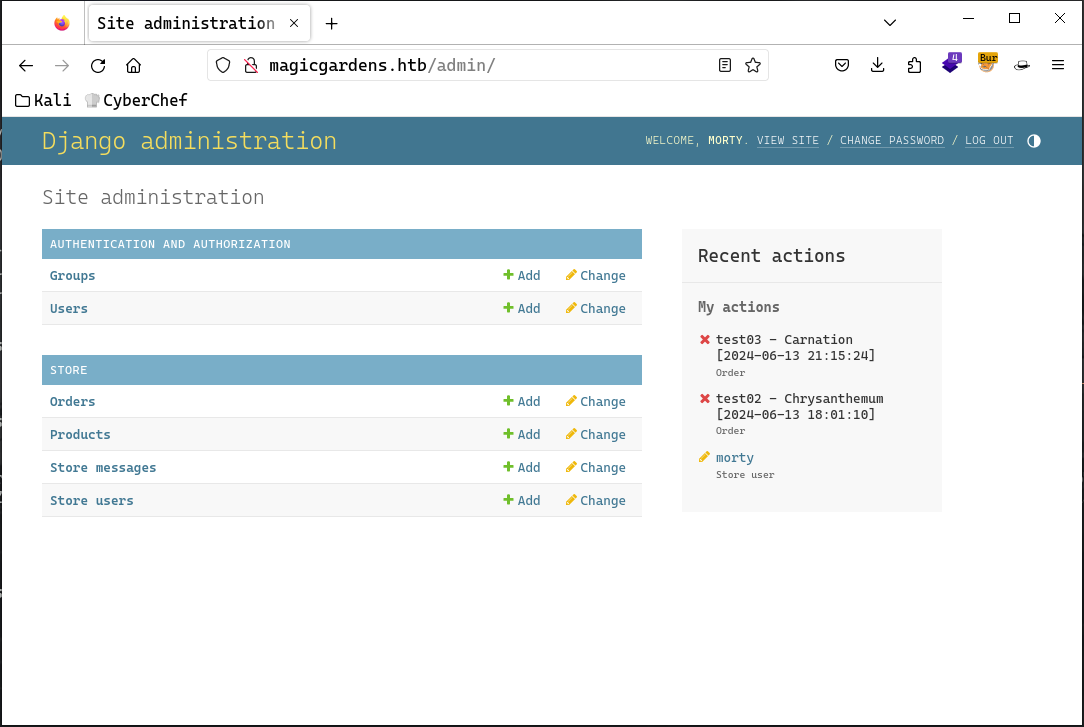 Site administration
magicgardens.htb/admin/
4
Bur
Kali
CyberChef
Django administration
WELCOME, MORTY. VIEW SITE / CHANGE PASSWORD / LOG OUT
Site administration
AUTHENTICATION AND AUTHORIZATION
Groups Add Change
Users Add Change
STORE
Orders Add Change
Products Add Change
Store messages Add Change
Store users Add Change
Recent actions
My actions
test03 - Carnation
[2024-06-13 21:15:24]
Order
test02 - Chrysanthemum
[2024-06-13 18:01:10]
Order
morty
Store user